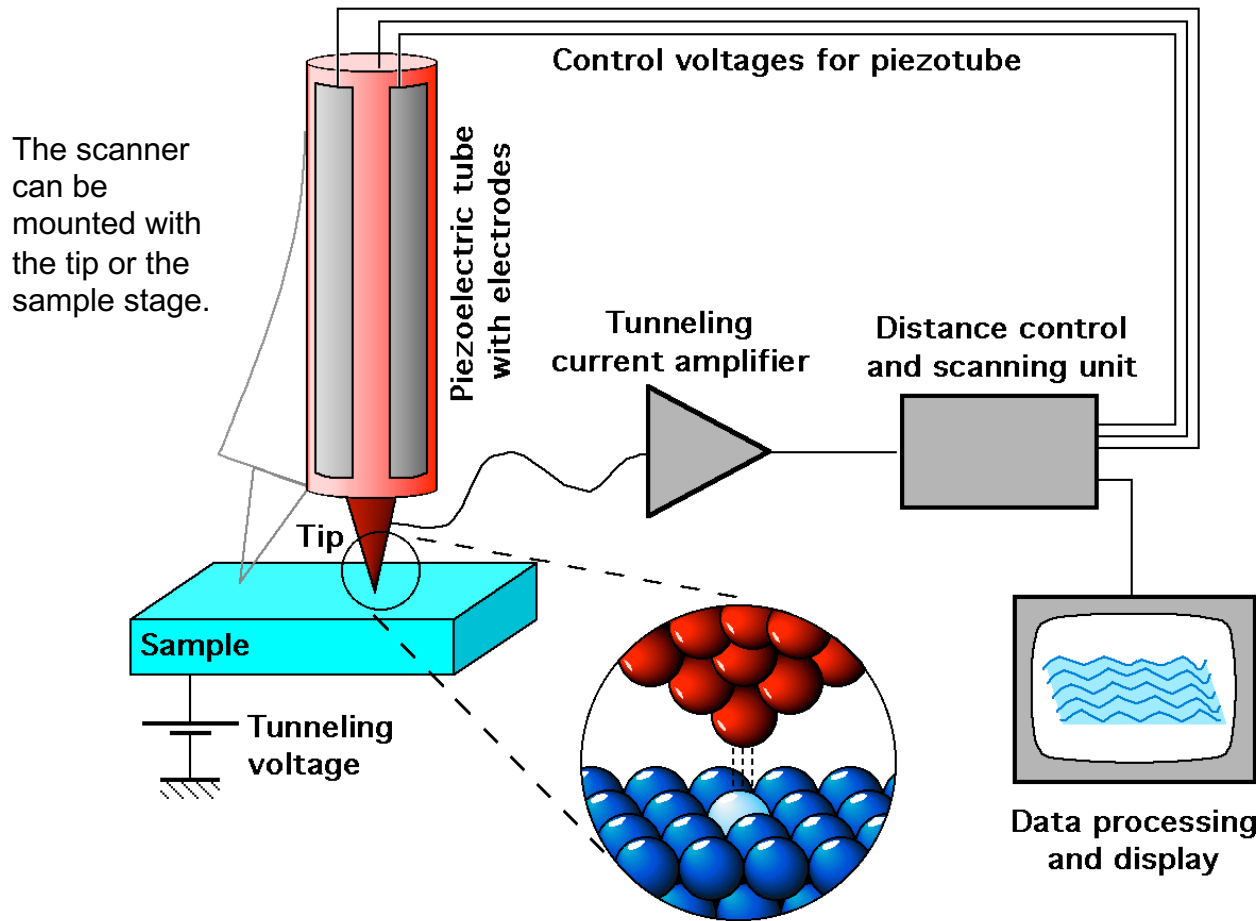 Control voltages for piezotube
The scanner
can be
mounted with
the tip or the
sample stage.
Piezoelectric tube
with electrodes
Tunneling
current amplifier
Distance control
and scanning unit
Tip
Sample
Tunneling
voltage
Data processing
and display